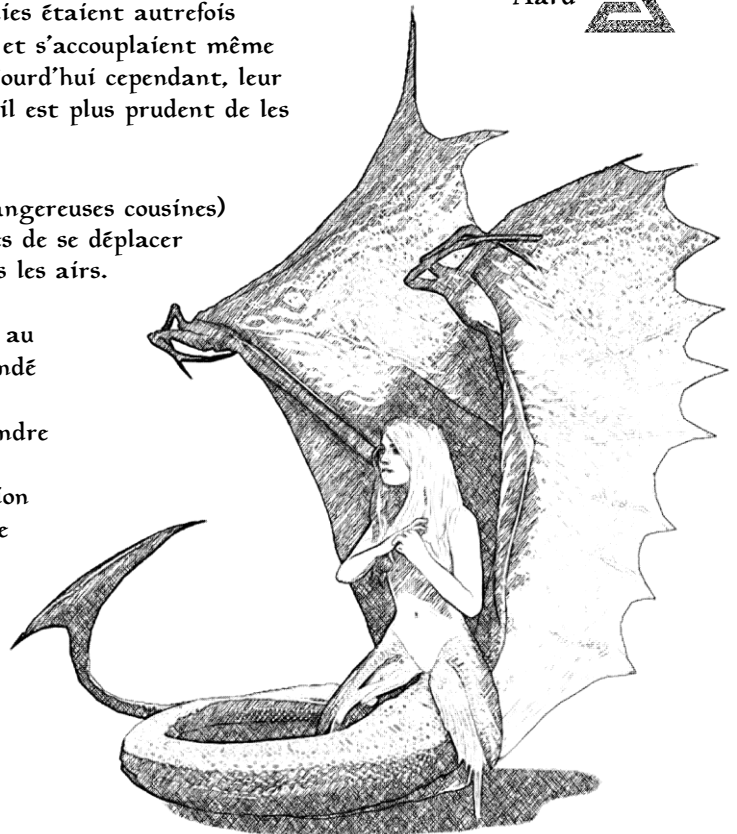 ies étaient autrefois
et s'accouplaient même
ourd'hui cependant, leur
il est plus prudent de les
angereuses cousines)
es de se déplacer
s les airs.
au
ndé
ndre
ion
e
Aard